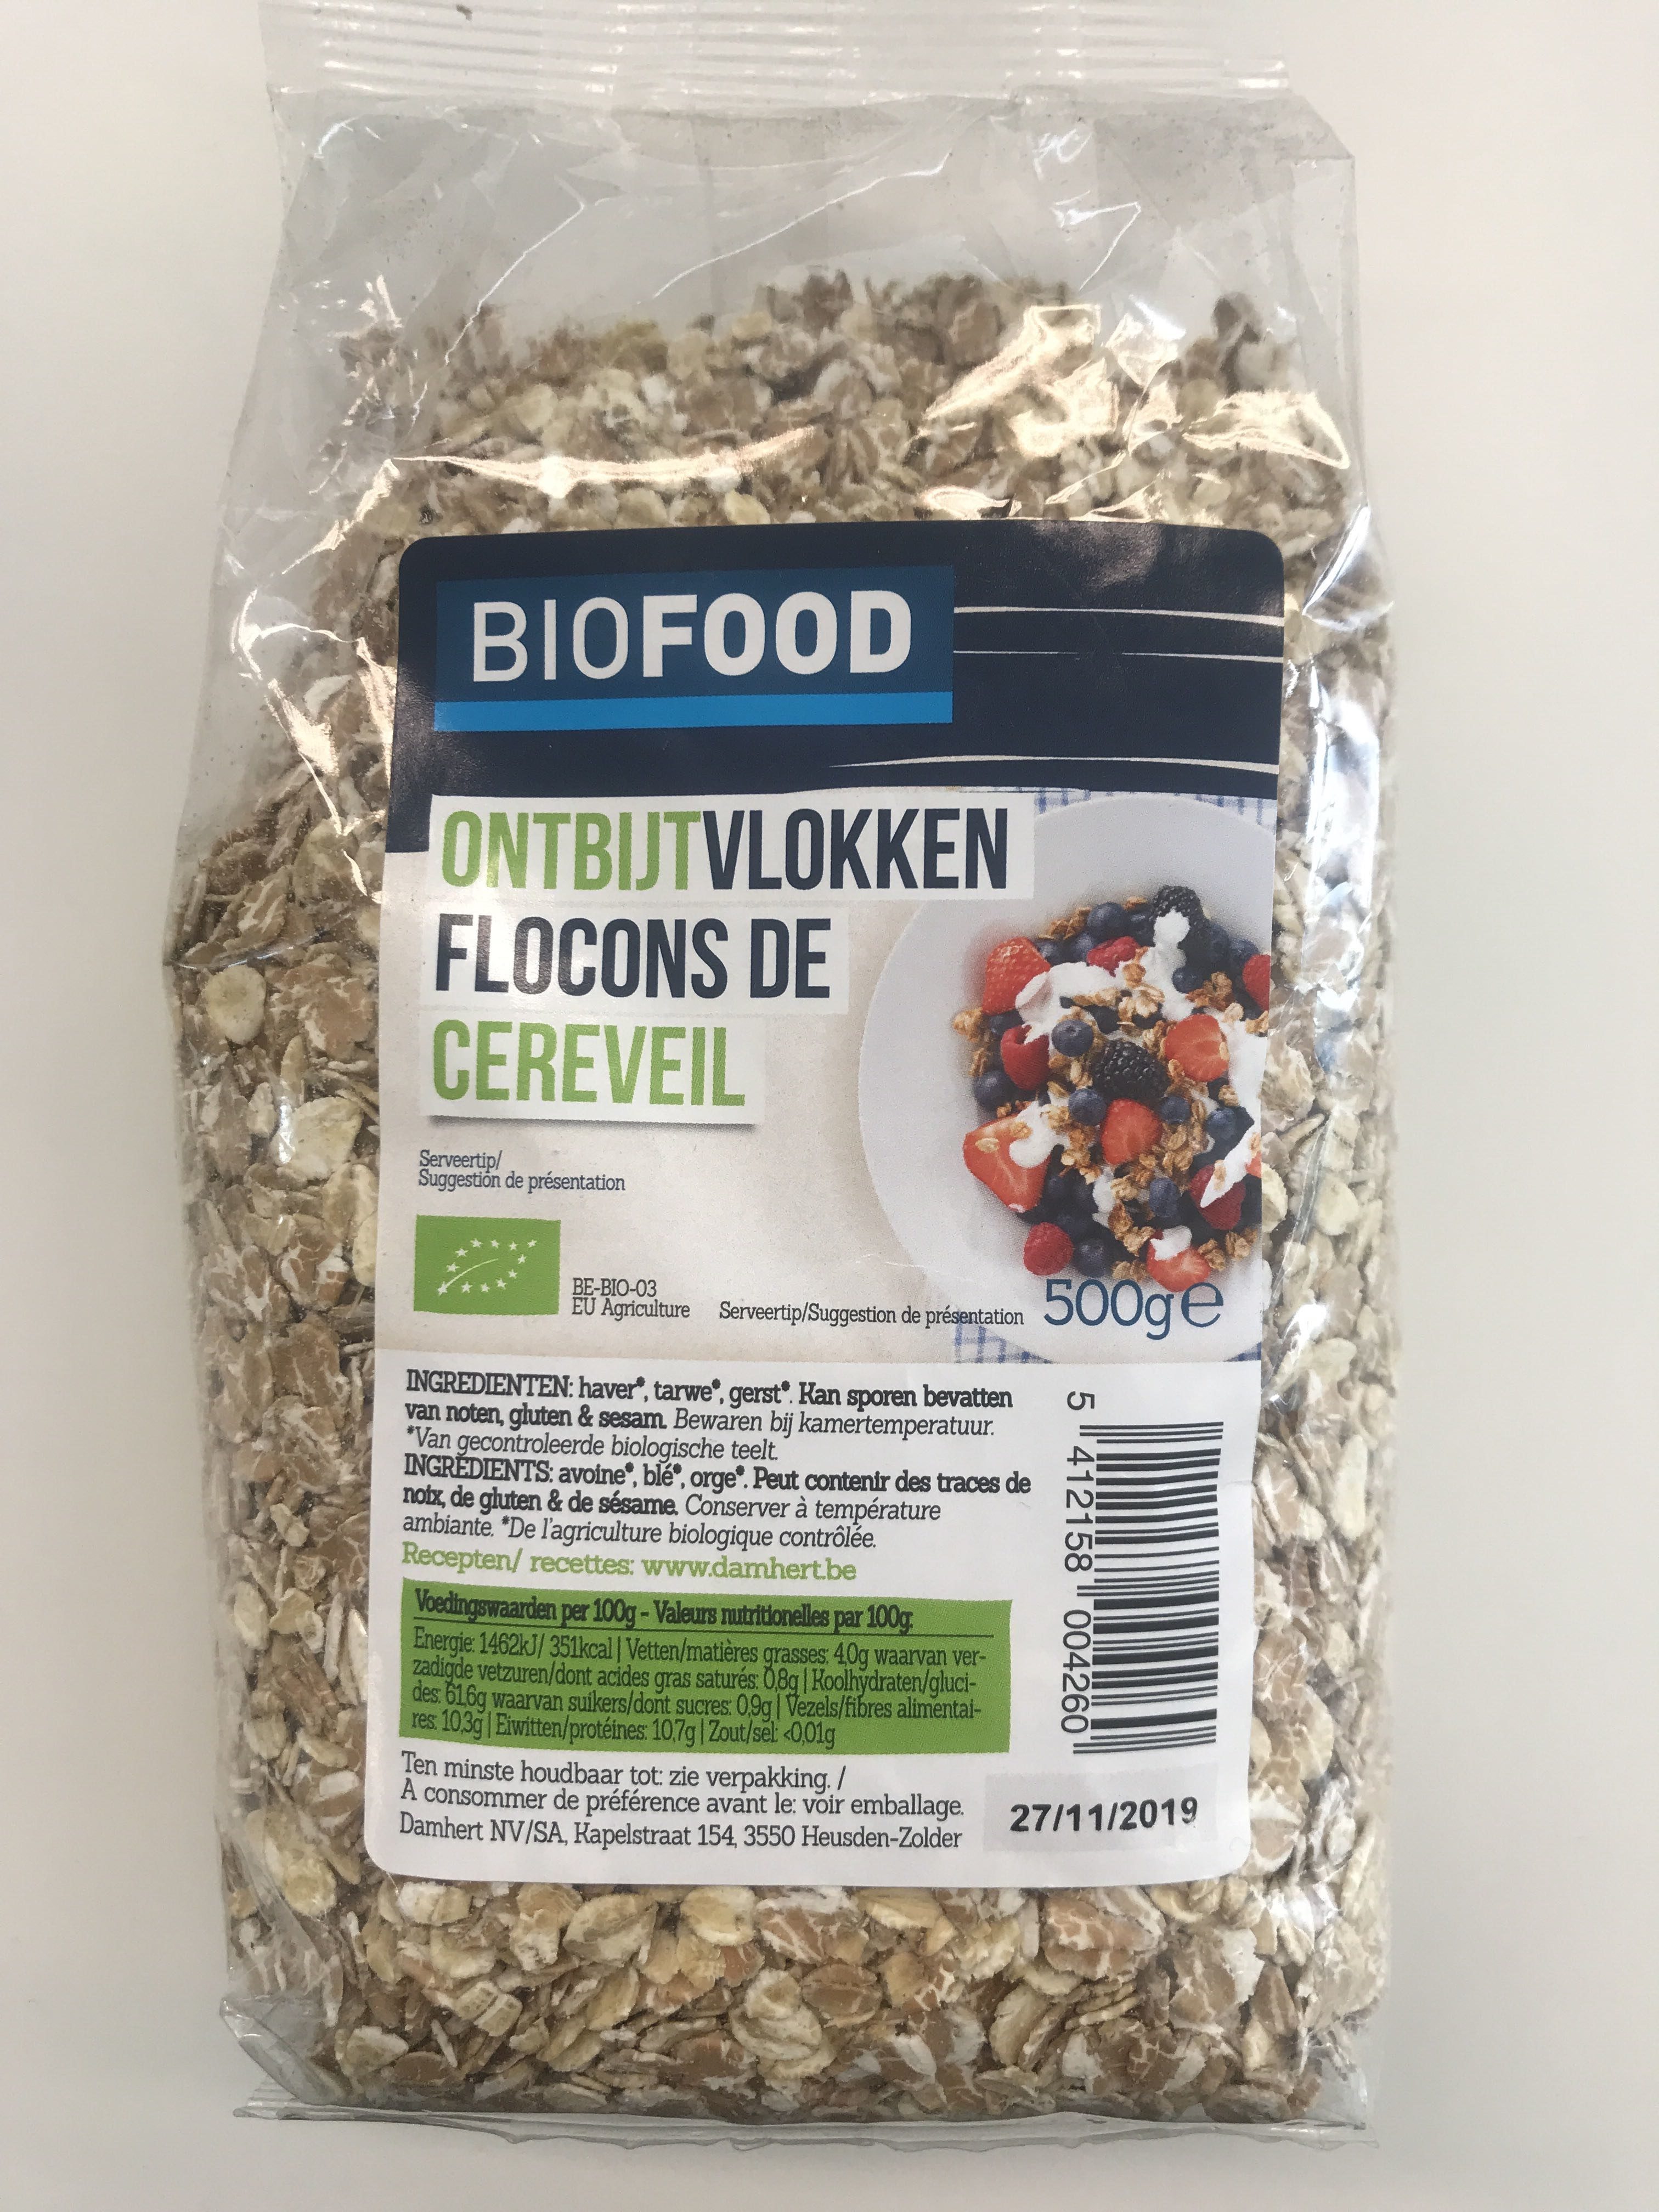 BIOFOOD
ONTBIJTVLOKKEN
FLOCONS DE
CEREVEIL
Serveertip/
Suggestion de présentation
BE-BIO-03
EU Agriculture
Serveertip/Suggestion de présentation
500g℮
INGREDIENTEN: haver*, tarwe*, gerst*. Kan sporen bevatten
van noten, gluten & sesam. Bewaren bij kamertemperatuur.
*Van gecontroleerde biologische teelt.
INGRÉDIENTS: avoine*, blé*, orge*. Peut contenir des traces de
noix, de gluten & de sésame. Conserver à température
ambiante. *De l'agriculture biologique contrôlée.
Recepten/ recettes: www.damhert.be
Voedingswaarden per 100g - Valeurs nutritionelles par 100g.
Energie: 1462kJ/ 351kcal | Vetten/matières grasses: 4,0g waarvan ver-
zadigde vetzuren/dont acides gras saturés: 0,8g | Koolhydraten/gluci-
des: 61,6g waarvan suikers/dont sucres: 0,9g | Vezels/fibres alimentai-
res: 10,3g | Eiwitten/protéines: 10,7g | Zout/sel: <0,01g
Ten minste houdbaar tot: zie verpakking. /
A consommer de préférence avant le: voir emballage.
Damhert NV/SA, Kapelstraat 154, 3550 Heusden-Zolder
5 412158 004260
27/11/2019